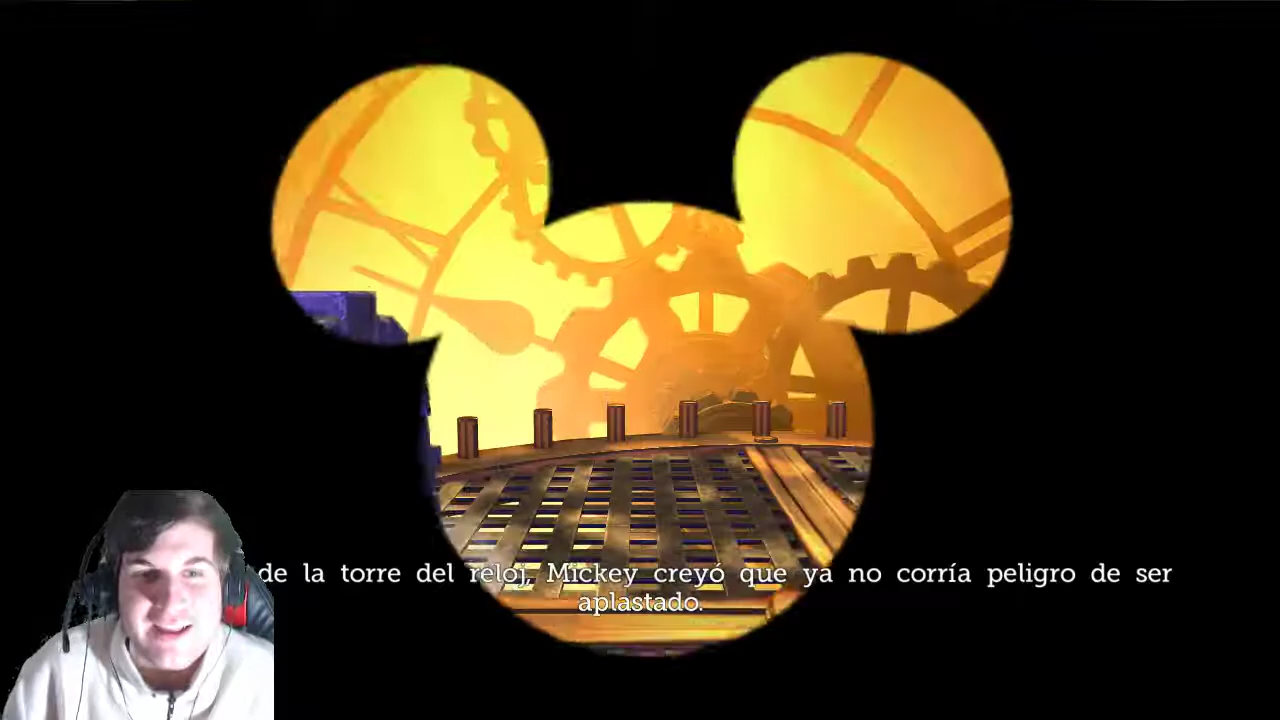 de la torre del reloj, Mickey creyó que ya no corría peligro de ser
aplastado.